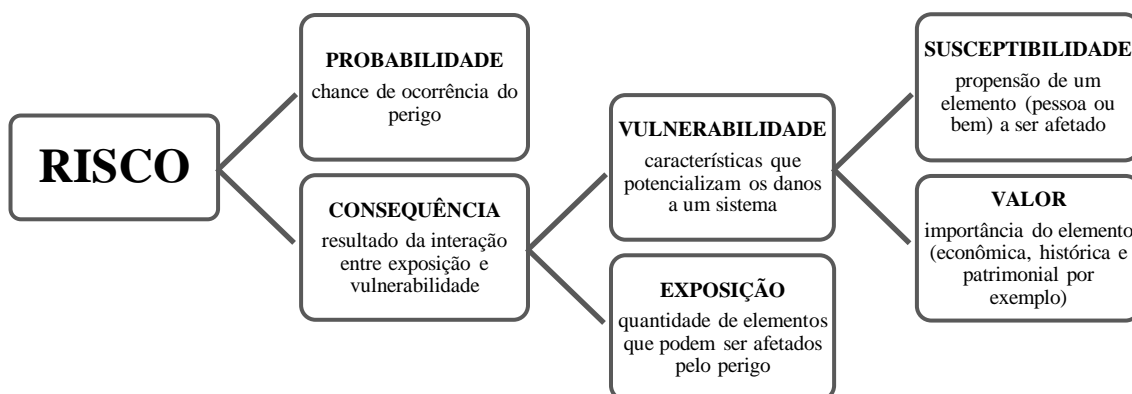 RISCO
PROBABILIDADE
chance de ocorrência do
perigo
CONSEQUÊNCIA
resultado da interação
entre exposição e
vulnerabilidade
VULNERABILIDADE
características que
potencializam os danos
a um sistema
EXPOSIÇÃO
quantidade de elementos
que podem ser afetados
pelo perigo
SUSCEPTIBILIDADE
propensão de um
elemento (pessoa ou
bem) a ser afetado
VALOR
importância do elemento
(econômica, histórica e
patrimonial por
exemplo)